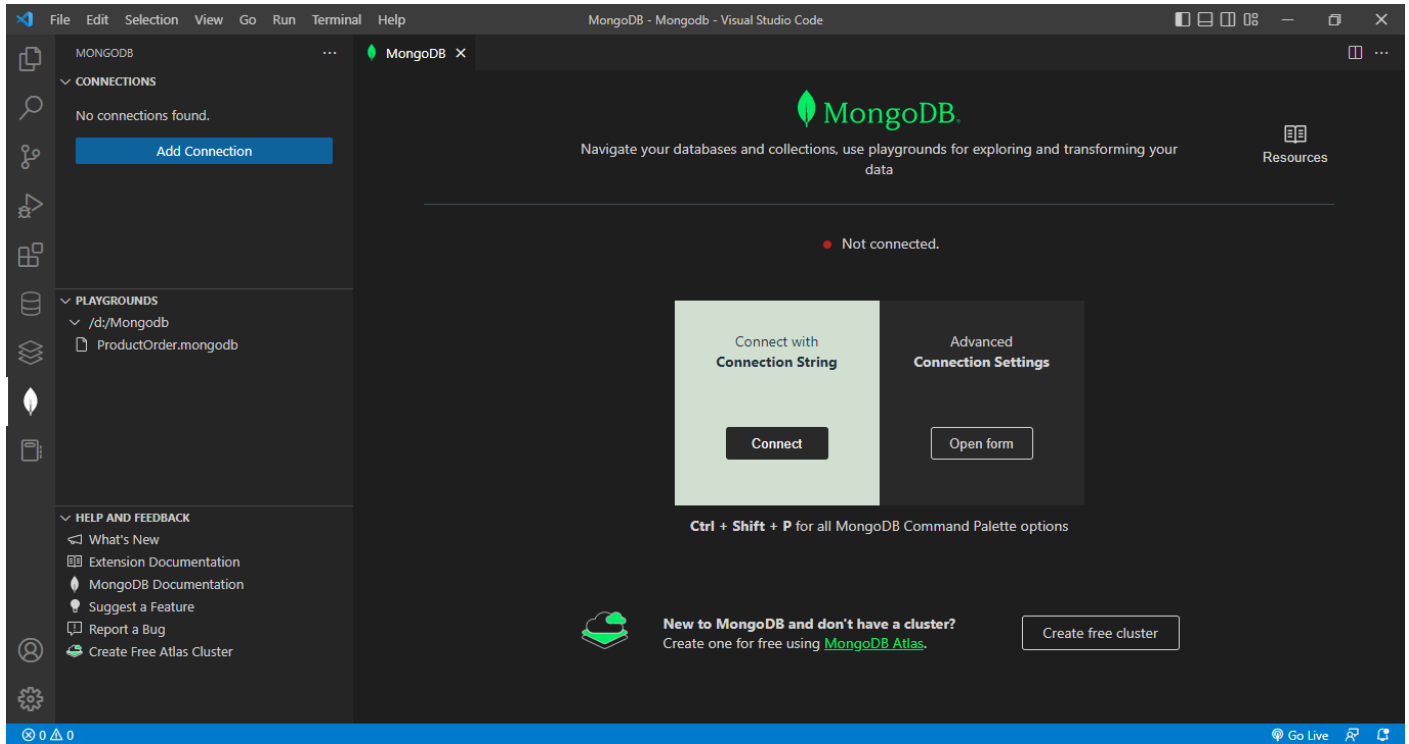 File Edit Selection View Go Run Terminal Help
MongoDB - Mongodb - Visual Studio Code
MONGODB
MongoDB
CONNECTIONS
No connections found.
Add Connection
PLAYGROUNDS
/d:/Mongodb
ProductOrder.mongodb
HELP AND FEEDBACK
What's New
Extension Documentation
MongoDB Documentation
Suggest a Feature
Report a Bug
Create Free Atlas Cluster
MongoDB.
Navigate your databases and collections, use playgrounds for exploring and transforming your
data
Resources
Not connected.
Connect with
Connection String
Connect
Advanced
Connection Settings
Open form
Ctrl + Shift + P for all MongoDB Command Palette options
New to MongoDB and don't have a cluster?
Create one for free using MongoDB Atlas.
Create free cluster
0 0
Go Live